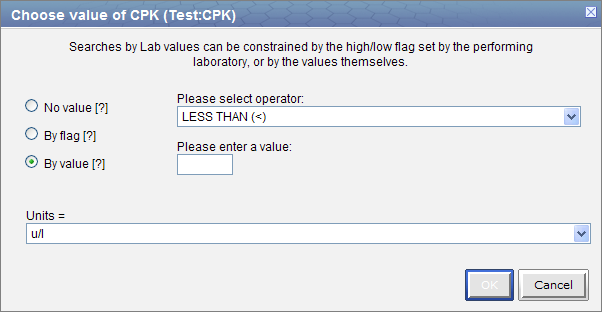 Choose value of CPK (Test:CPK)
Searches by Lab values can be constrained by the high/low flag set by the performing
laboratory, or by the values themselves.
No value [?]
By flag [?]
By value [?]
Please select operator:
LESS THAN (<)
Please enter a value:
Units =
u/l
OK
Cancel